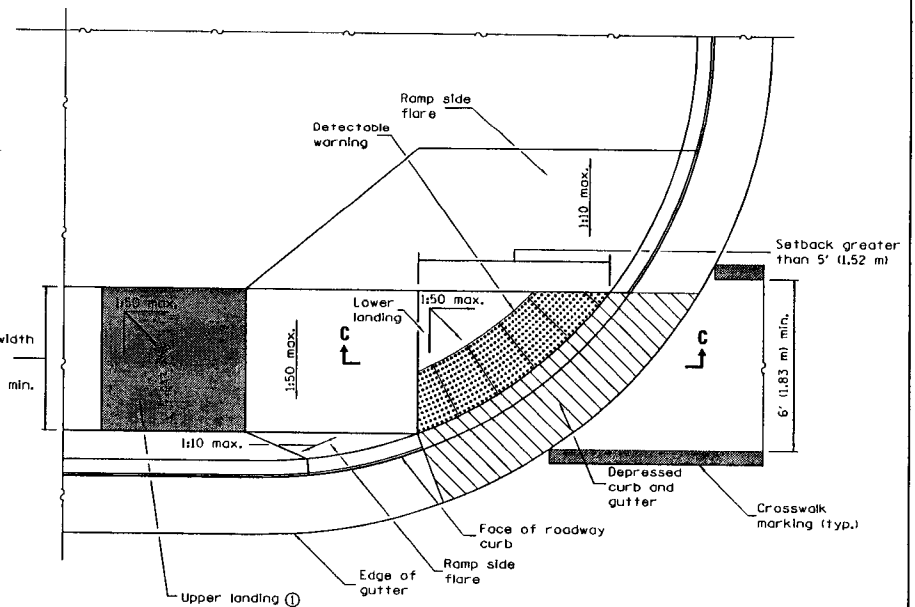 Ramp side
flare
Detectable
warning
1:10 max.
Setback greater
than 5' (1.52 m)
1:50 max.
Lower
landing
1:50 max.
width
min.
C
1:50 max.
C
6' (1.83 m) min.
1:10 max.
Depressed
curb and
gutter
Crosswalk
marking (typ.)
Face of roadway
curb
Ramp side
flare
Edge of
gutter
Upper landing ①